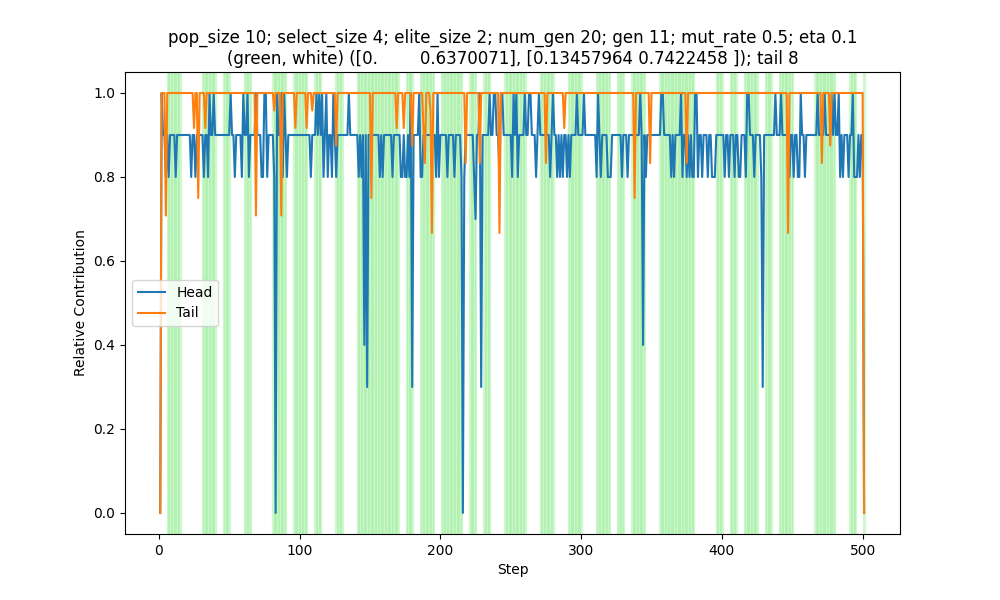 pop_size 10; select_size 4; elite_size 2; num_gen 20; gen 11; mut_rate 0.5; eta 0.1
(green, white) ([0.        0.6370071], [0.13457964 0.7422458 ]); tail 8
1.0
0.8
0.6
0.4
0.2
0.0
Relative Contribution
Head
Tail
0
100
200
300
400
500
Step